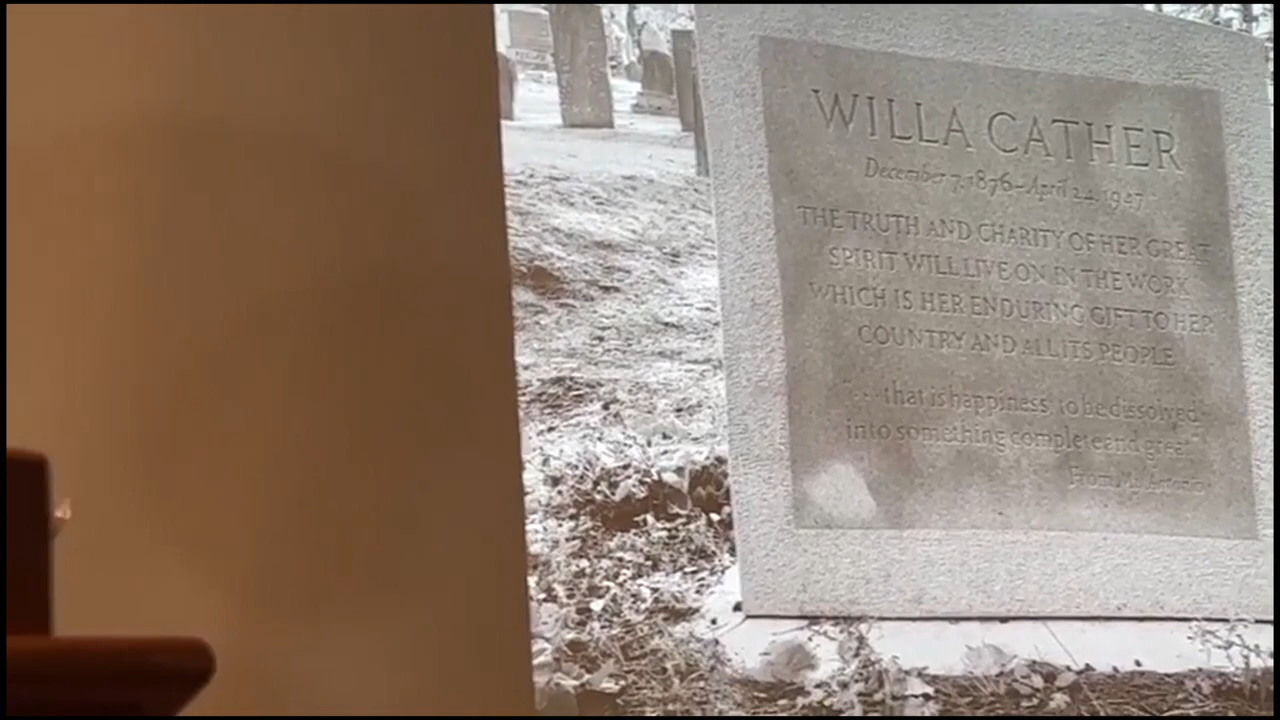 WILLA CATHER
December 7, 1876–April 24, 1947
THE TRUTH AND CHARITY OF HER GREAT
SPIRIT WILL LIVE ON IN THE WORK
WHICH IS HER ENDURING GIFT TO HER
COUNTRY AND ALL ITS PEOPLE
"... that is happiness, to be dissolved
into something complete and great"
From My Antonia